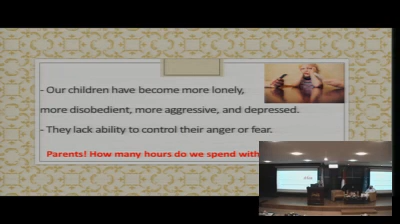 - Our children have become more lonely,
more disobedient, more aggressive, and depressed.
- They lack ability to control their anger or fear.
Parents! How many hours do we spend with